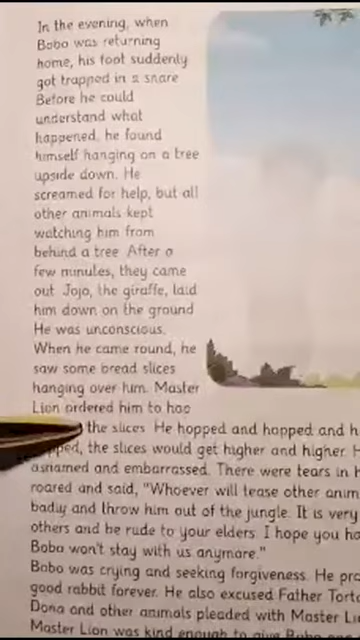 In the evening, when
Bobo was returning
home, his foot suddenly
got trapped in a snare
Before he could
understand what
happened, he found
himself hanging on a tree
upside down. He
screamed for help, but all
other animals kept
watching him from
behind a tree After a
few minutes, they came
out Jojo, the giraffe, laid
him down on the ground
He was unconscious.
When he came round, he
saw some bread slices
hanging over him. Master
Lion ordered him to hop
the slices He hopped and hopped and h
the slices would get higher and higher. H
ashamed and embarrassed. There were tears in h
roared and said, "Whoever will tease other anim
badly and throw him out of the jungle. It is very
others and be rude to your elders. I hope you ha
Bobo won't stay with us anymore."
Bobo was crying and seeking forgiveness. He pro
good rabbit forever. He also excused Father Torto
Dona and other animals pleaded with Master Li
Master Lion was kind enough to give Bobo